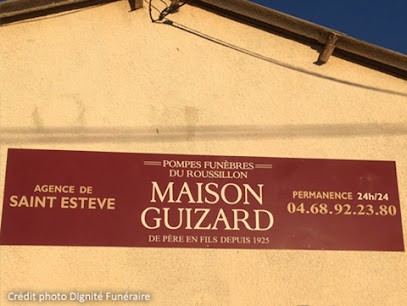 POMPES FUNÈBRES
DU ROUSSILLON
AGENCE DE
SAINT ESTEVE
MAISON
GUIZARD
PERMANENCE 24h/24
04.68.92.23.80
DE PÈRE EN FILS DEPUIS 1925
Crédit photo Dignité Funéraire